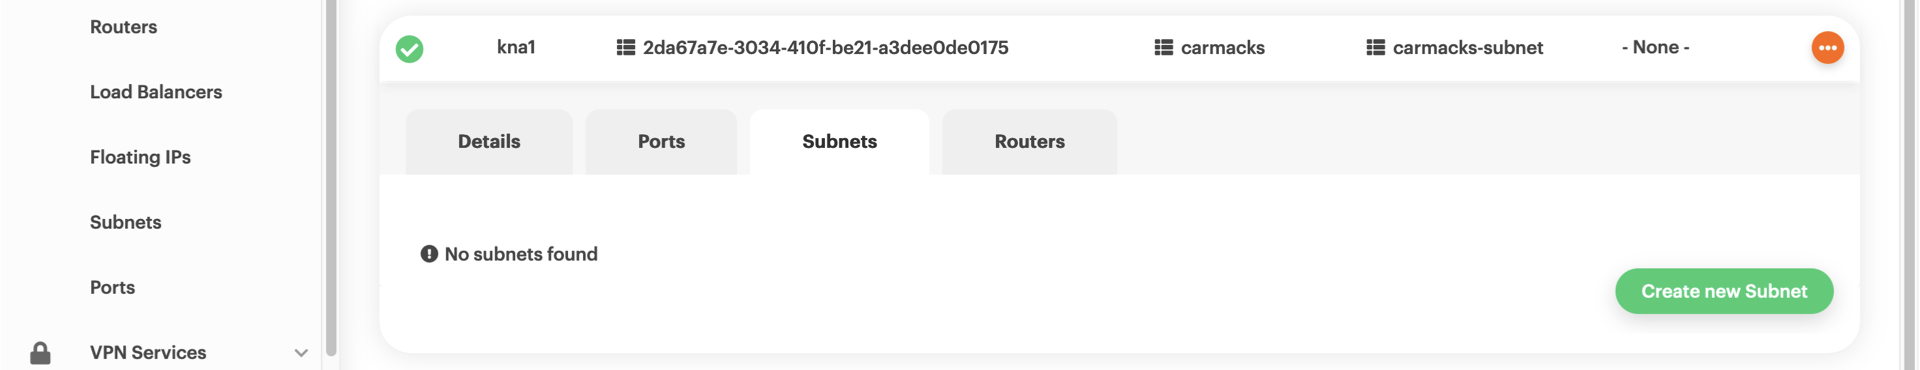 Routers
Load Balancers
Floating IPs
Subnets
Ports
VPN Services
kna1 2da67a7e-3034-410f-be21-a3dee0de0175 carmacks carmacks-subnet - None -
Details Ports Subnets Routers
No subnets found
Create new Subnet